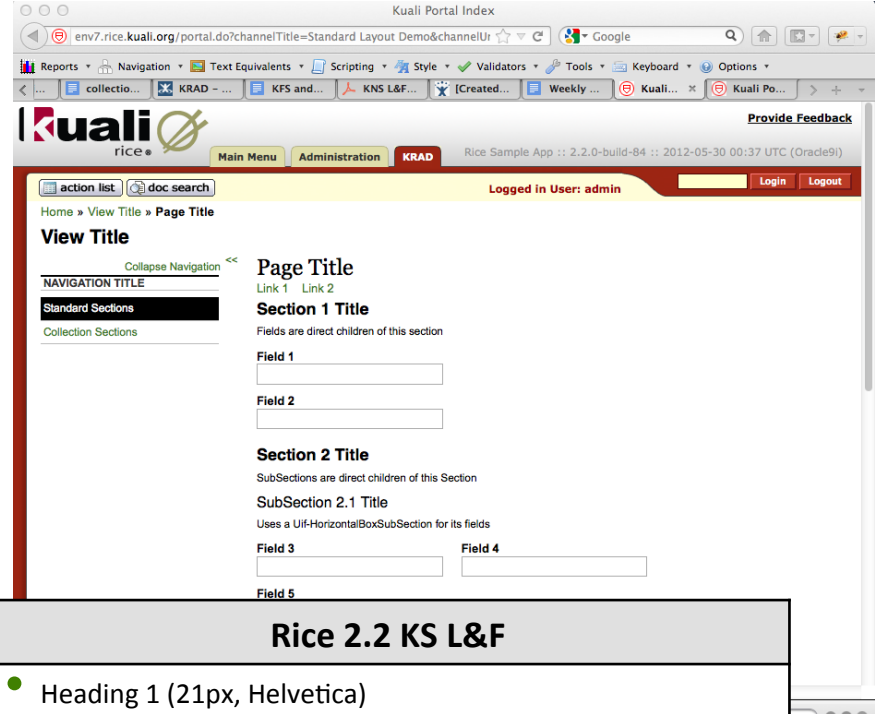 Kuali Portal Index
env7.rice.kuali.org/portal.do?channelTitle=Standard Layout Demo&channelUr
Google
Reports Navigation Text Equivalents Scripting Style Validators Tools Keyboard Options
... collectio... KRAD – ... KFS and... KNS L&F... [Created... Weekly ... Kuali... × Kuali Po...
kuali
rice
Provide Feedback
Main Menu Administration KRAD Rice Sample App :: 2.2.0-build-84 :: 2012-05-30 00:37 UTC (Oracle9i)
action list doc search Logged in User: admin Login Logout
Home » View Title » Page Title
View Title
Collapse Navigation <<
NAVIGATION TITLE
Standard Sections
Collection Sections
Page Title
Link 1 Link 2
Section 1 Title
Fields are direct children of this section
Field 1
Field 2
Section 2 Title
SubSections are direct children of this Section
SubSection 2.1 Title
Uses a Uif-HorizontalBoxSubSection for its fields
Field 3 Field 4
Field 5
Rice 2.2 KS L&F
• Heading 1 (21px, Helvetica)